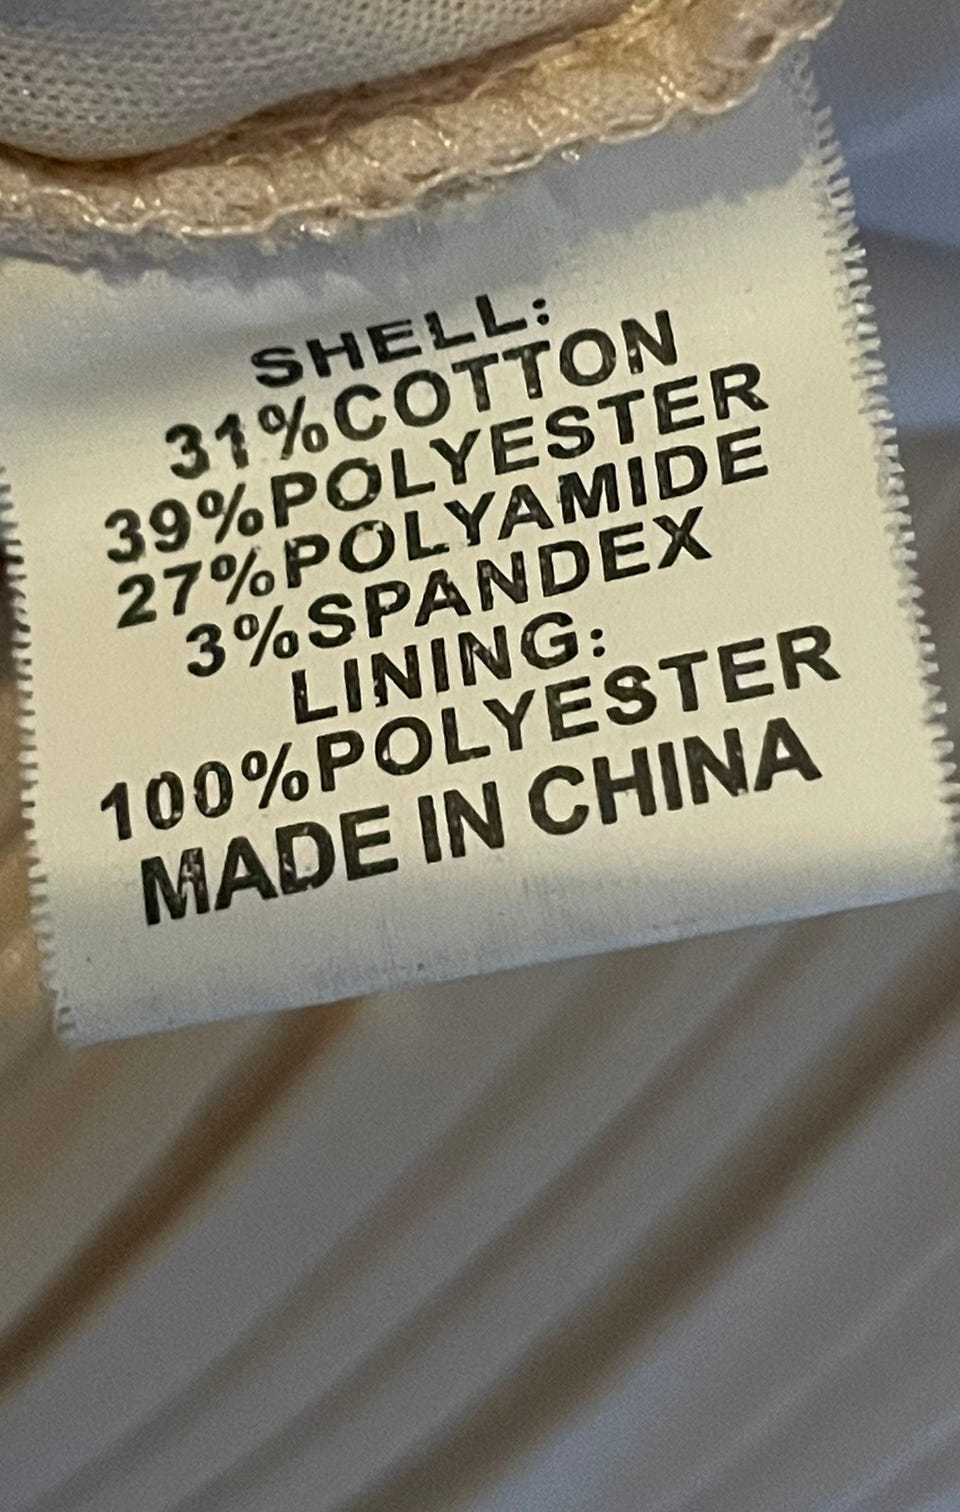 SHELL:
31%COTTON
39%POLYESTER
27%POLYAMIDE
3%SPANDEX
LINING:
100%POLYESTER
MADE IN CHINA